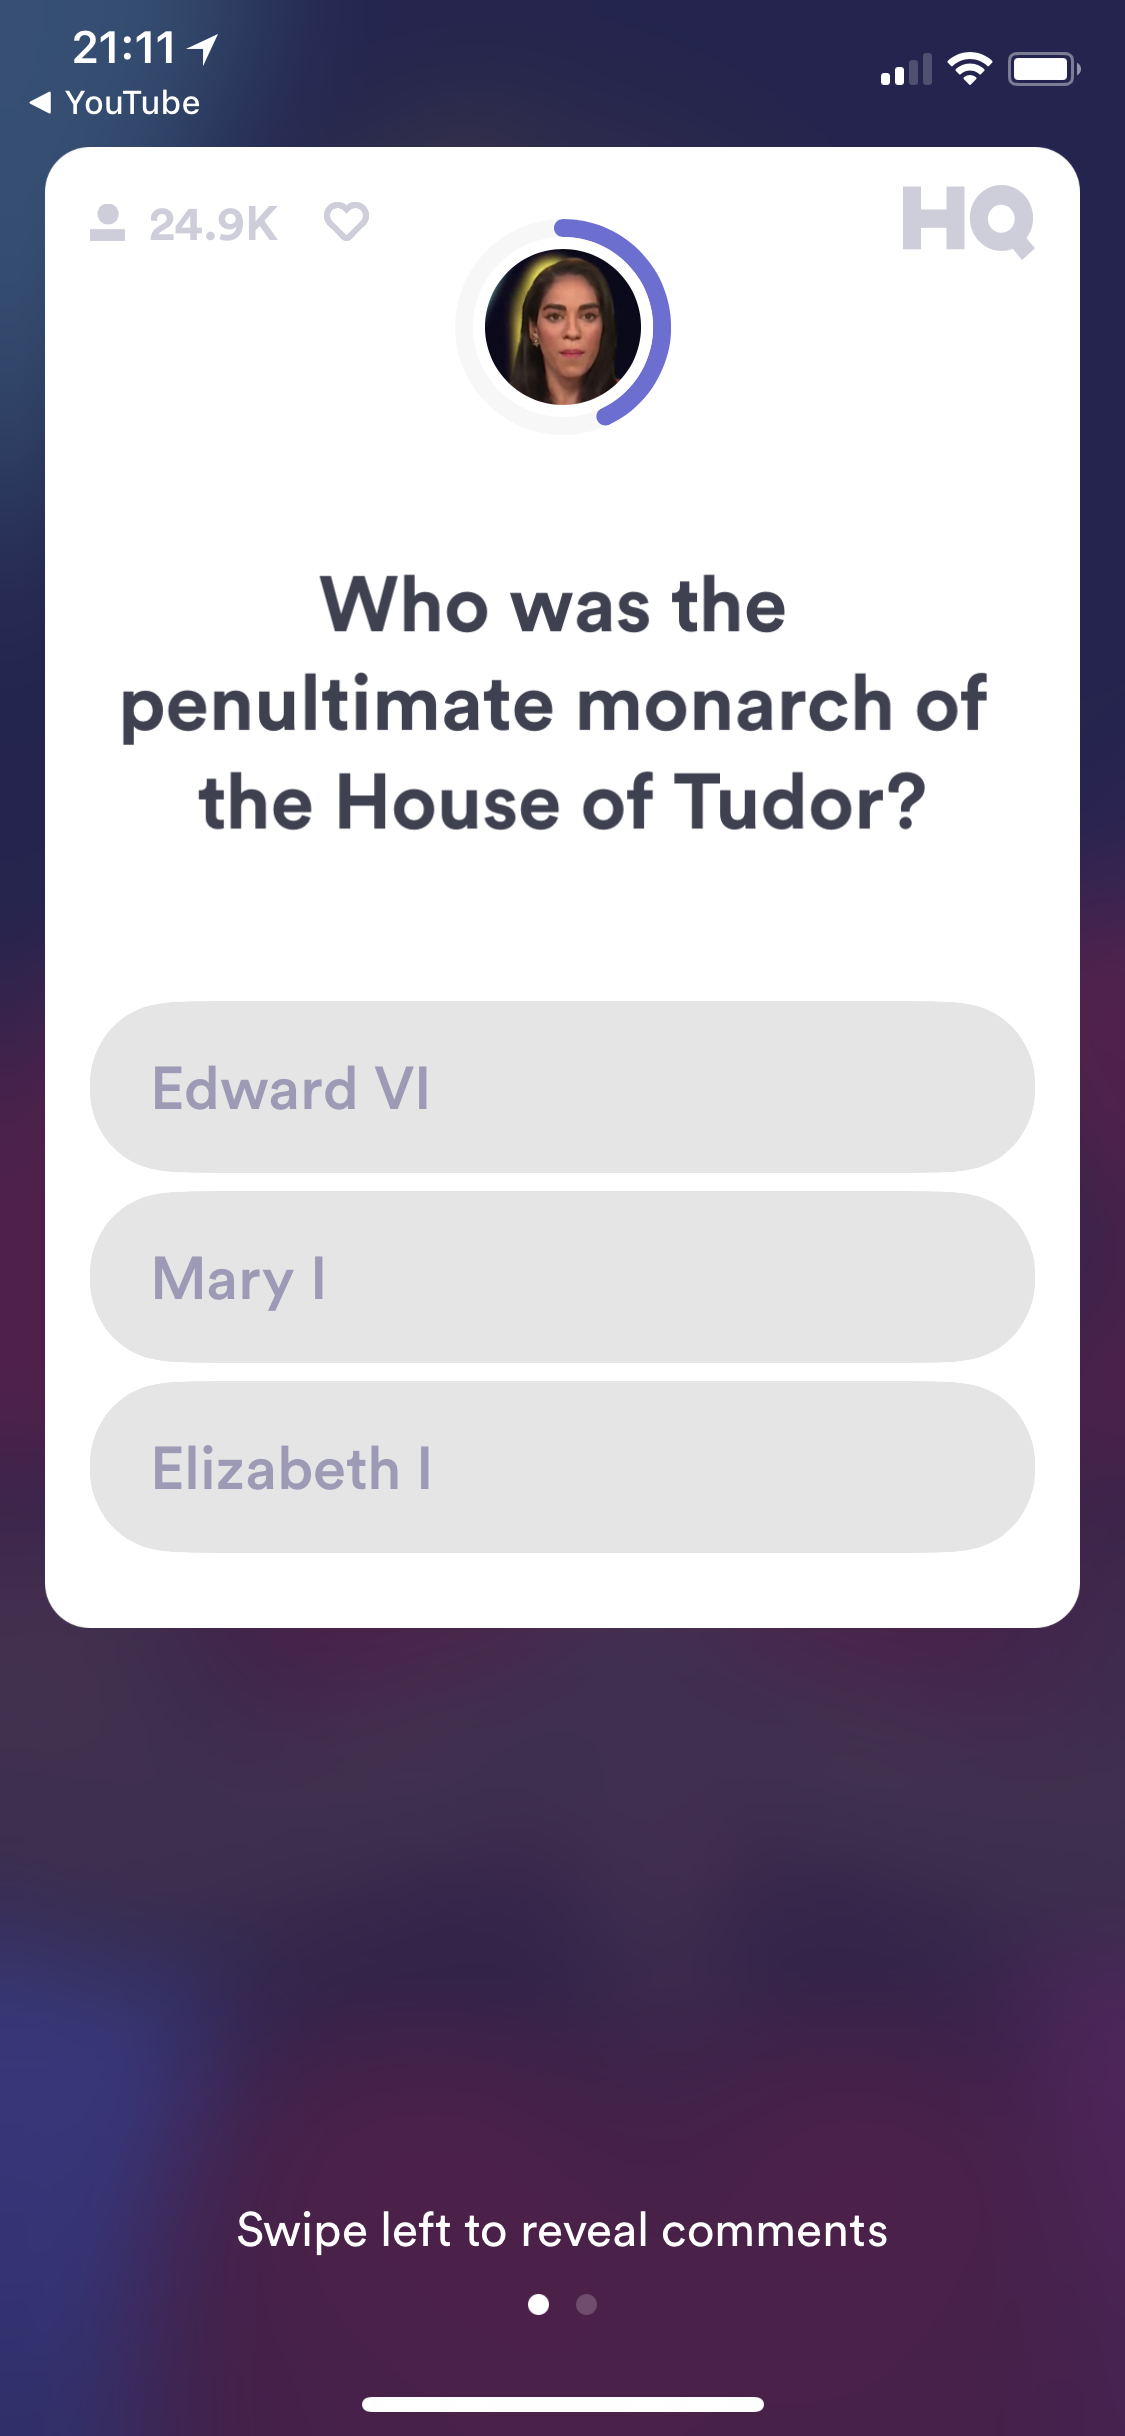 21:11
YouTube
24.9K
HQ
Who was the
penultimate monarch of
the House of Tudor?
Edward VI
Mary I
Elizabeth I
Swipe left to reveal comments